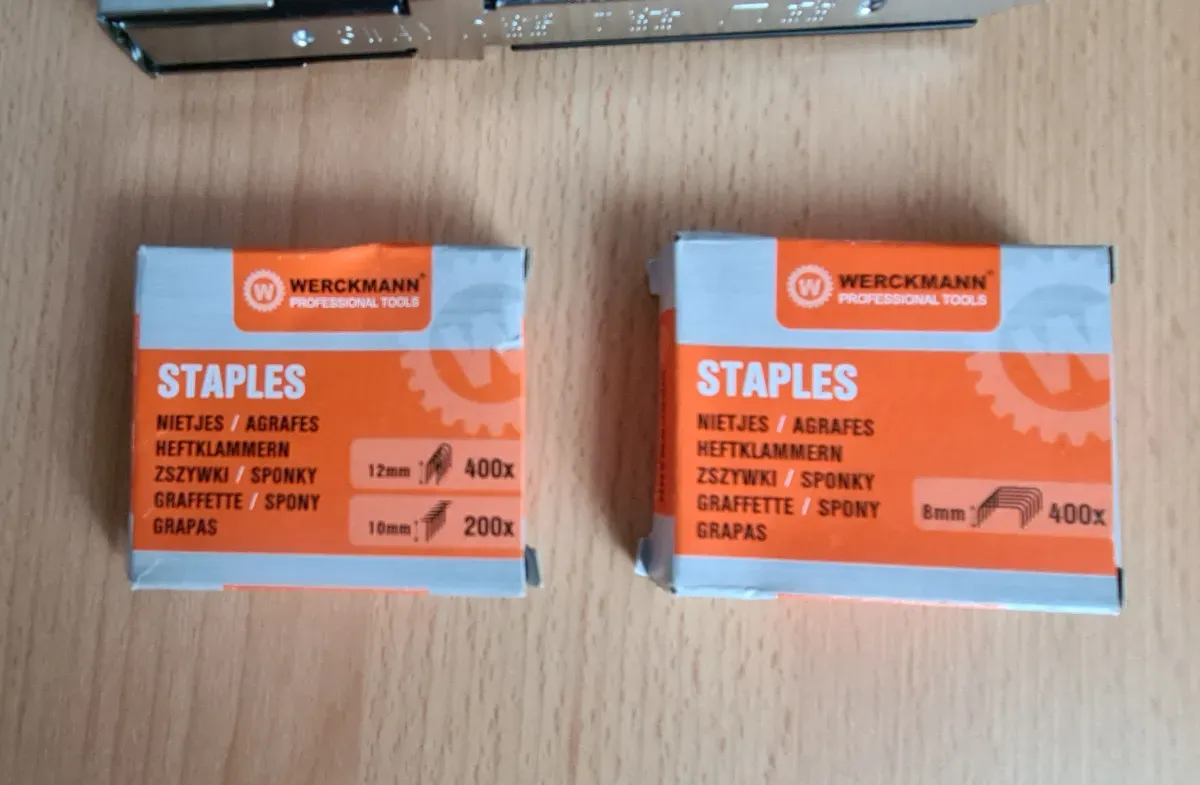 WERCKMANN®
PROFESSIONAL TOOLS
STAPLES
NIETJES / AGRAFES
HEFTKLAMMERN
ZSZYWKI / SPONKY
GRAFFETTE / SPONY
GRAPAS
12mm 400x
10mm 200x
WERCKMANN®
PROFESSIONAL TOOLS
STAPLES
NIETJES / AGRAFES
HEFTKLAMMERN
ZSZYWKI / SPONKY
GRAFFETTE / SPONY
GRAPAS
8mm 400x